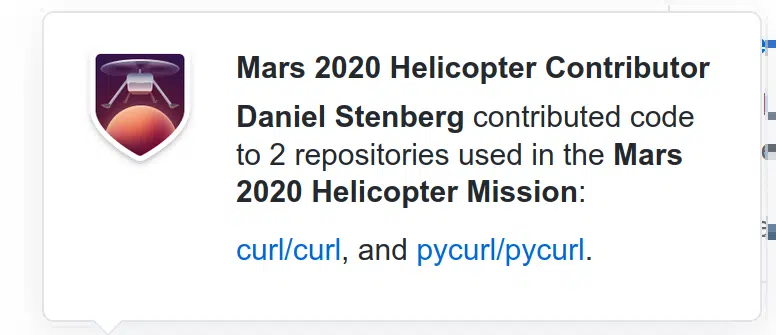 Mars 2020 Helicopter Contributor
Daniel Stenberg contributed code
to 2 repositories used in the Mars
2020 Helicopter Mission:
curl/curl, and pycurl/pycurl.